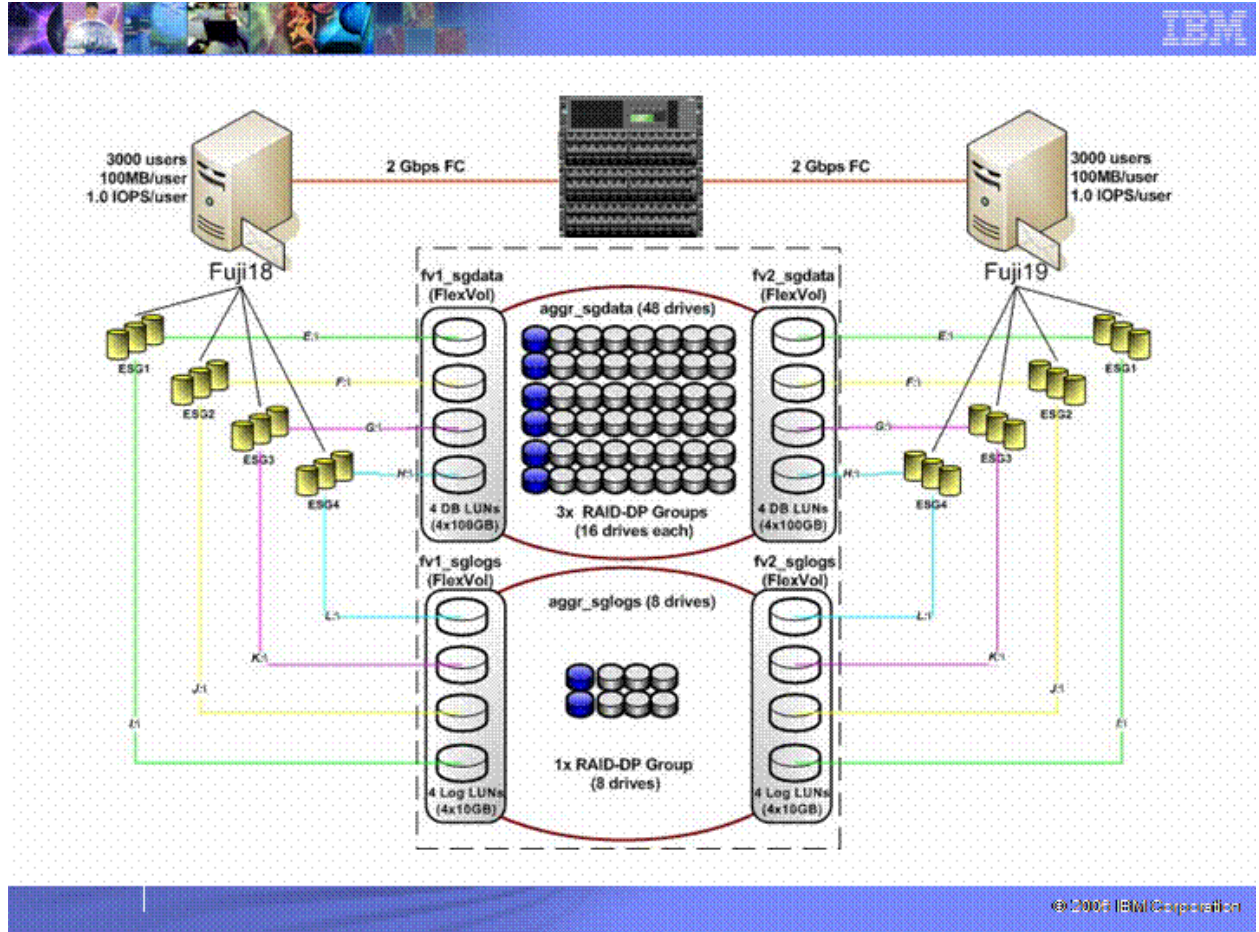 IBM
3000 users
100MB/user
1.0 IOPS/user
2 Gbps FC
2 Gbps FC
3000 users
100MB/user
1.0 IOPS/user
Fuji18
Fuji19
fv1_sgdata
(FlexVol)
aggr_sgdata (48 drives)
fv2_sgdata
(FlexVol)
ESG1
E:\
E:\
ESG1
ESG2
F:\
F:\
ESG2
ESG3
G:\
G:\
ESG3
ESG4
H:\
H:\
ESG4
4 DB LUNs
(4x100GB)
3x RAID-DP Groups
(16 drives each)
4 DB LUNs
(4x100GB)
fv1_sglogs
(FlexVol)
aggr_sglogs (8 drives)
fv2_sglogs
(FlexVol)
L:\
L:\
K:\
K:\
J:\
J:\
I:\
I:\
1x RAID-DP Group
(8 drives)
4 Log LUNs
(4x10GB)
4 Log LUNs
(4x10GB)
© 2006 IBM Corporation